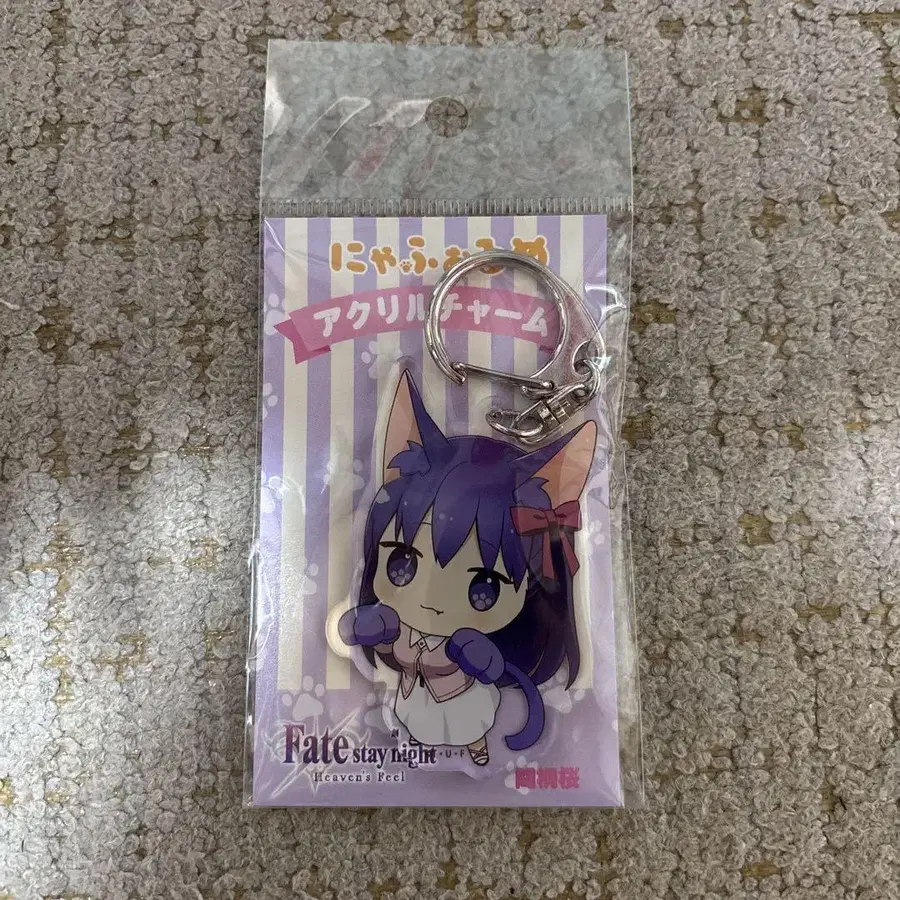 にゃふぉるめ
アクリルチャーム
Fate
stay night
U・F
Heaven's Feel
間桐桜